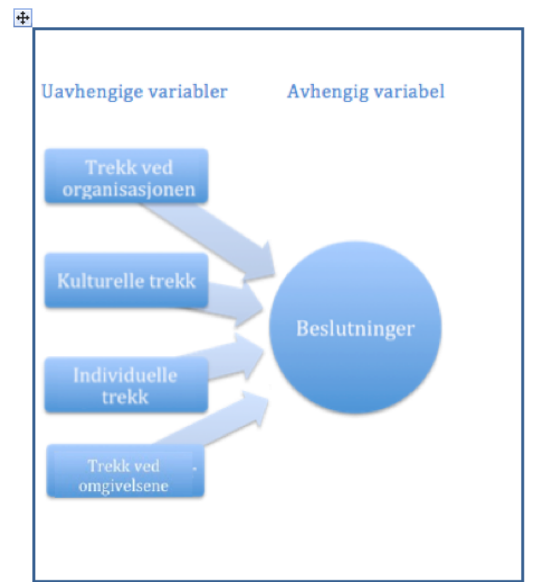 Uavhengige variabler
Avhengig variabel
Trekk ved
organisasjonen
Kulturelle trekk
Individuelle
trekk
Trekk ved
omgivelsene
Beslutninger